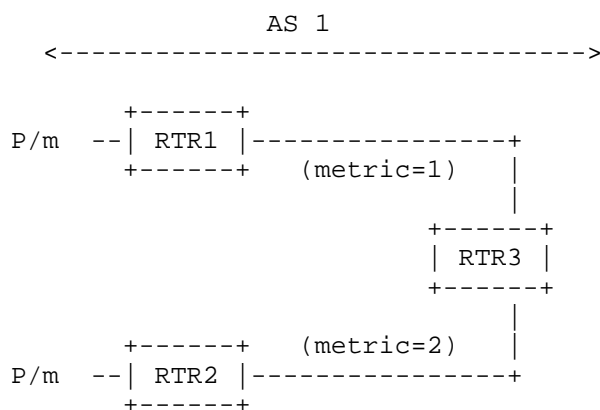 AS 1
<------------------------------->
+------+
P/m --| RTR1 |----------------+
+------+ (metric=1) |
|
+------+
| RTR3 |
+------+
|
+------+ (metric=2) |
P/m --| RTR2 |----------------+
+------+